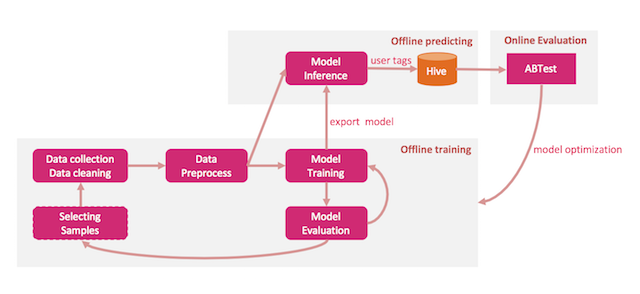 Offline predicting
Online Evaluation
Model
Inference
user tags
Hive
ABTest
export model
model optimization
Offline training
Data collection
Data cleaning
Data
Preprocess
Model
Training
Selecting
Samples
Model
Evaluation